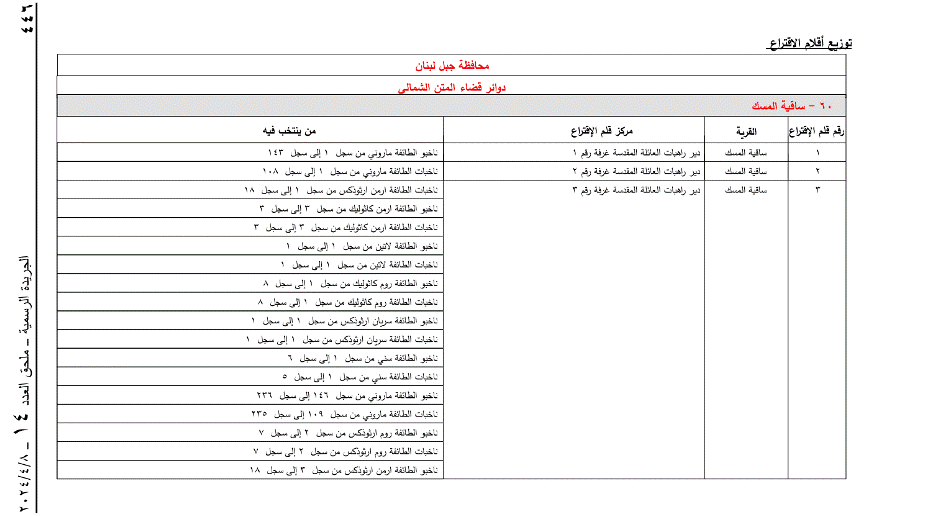 ٤٤٦
الجريدة الرسمية – ملحق العدد ١٤ – ٢٠٢٤/٤/٨
توزيع أقلام الاقتراع
محافظة جبل لبنان
دوائر قضاء المتن الشمالي
٦٠ - ساقية المسك
رقم قلم الإقتراع القرية مركز قلم الإقتراع من ينتخب فيه
١ ساقية المسك دير راهبات العائلة المقدسة غرفة رقم ١ ناخبو الطائفة ماروني من سجل ١ إلى سجل ١٤٣
٢ ساقية المسك دير راهبات العائلة المقدسة غرفة رقم ٢ ناخبات الطائفة ماروني من سجل ١ إلى سجل ١٠٨
٣ ساقية المسك دير راهبات العائلة المقدسة غرفة رقم ٣ ناخبات الطائفة ارمن ارثوذكس من سجل ١ إلى سجل ١٨
ناخبو الطائفة ارمن كاثوليك من سجل ٣ إلى سجل ٣
ناخبات الطائفة ارمن كاثوليك من سجل ٣ إلى سجل ٣
ناخبو الطائفة لاتين من سجل ١ إلى سجل ١
ناخبات الطائفة لاتين من سجل ١ إلى سجل ١
ناخبو الطائفة روم كاثوليك من سجل ١ إلى سجل ٨
ناخبات الطائفة روم كاثوليك من سجل ١ إلى سجل ٨
ناخبو الطائفة سريان ارثوذكس من سجل ١ إلى سجل ١
ناخبات الطائفة سريان ارثوذكس من سجل ١ إلى سجل ١
ناخبو الطائفة سني من سجل ١ إلى سجل ٦
ناخبات الطائفة سني من سجل ١ إلى سجل ٥
ناخبو الطائفة ماروني من سجل ١٤٦ إلى سجل ٢٣٦
ناخبات الطائفة ماروني من سجل ١٠٩ إلى سجل ٢٣٥
ناخبو الطائفة روم ارثوذكس من سجل ٢ إلى سجل ٧
ناخبات الطائفة روم ارثوذكس من سجل ٢ إلى سجل ٧
ناخبو الطائفة ارمن ارثوذكس من سجل ٣ إلى سجل ١٨